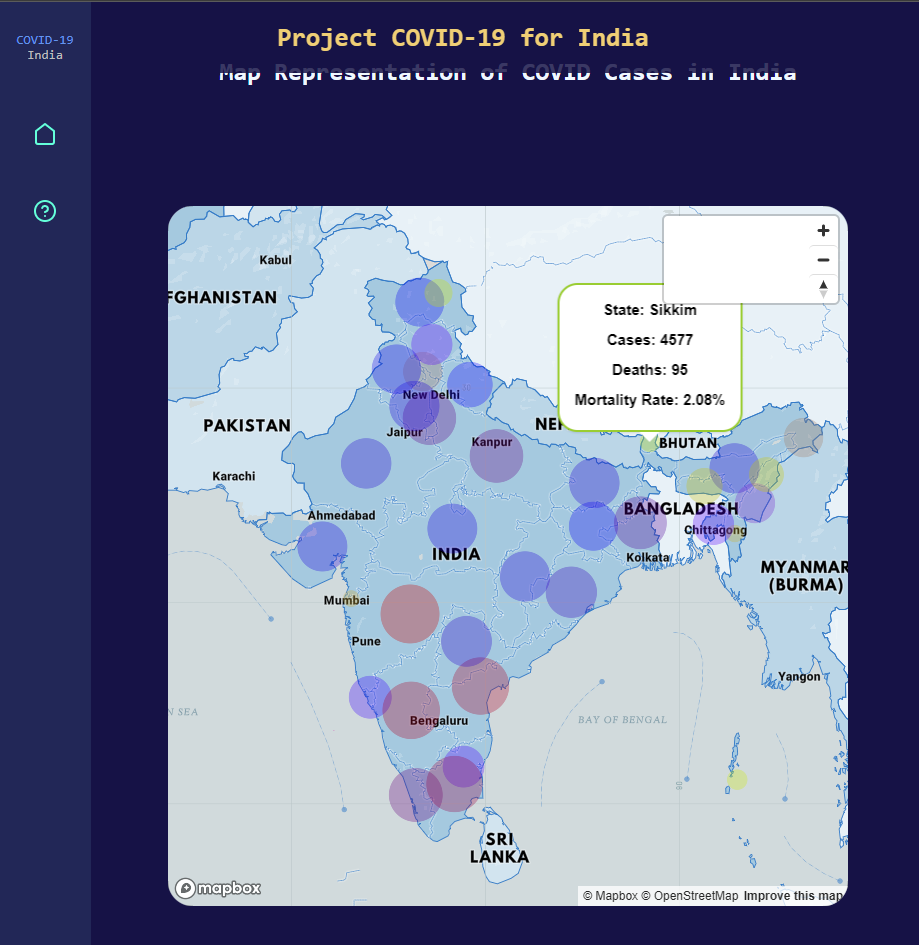 COVID-19
India
Project COVID-19 for India
Map Representation of COVID Cases in India
Kabul
FGHANISTAN
State: Sikkim
Cases: 4577
Deaths: 95
Mortality Rate: 2.08%
New Delhi
PAKISTAN
Jaipur
Kanpur
NE
BHUTAN
Karachi
Ahmedabad
BANGLADESH
Chittagong
INDIA
Kolkata
MYANMAR
(BURMA)
Mumbai
Pune
Yangon
N SEA
Bengaluru
BAY OF BENGAL
SRI
LANKA
mapbox
© Mapbox © OpenStreetMap Improve this map